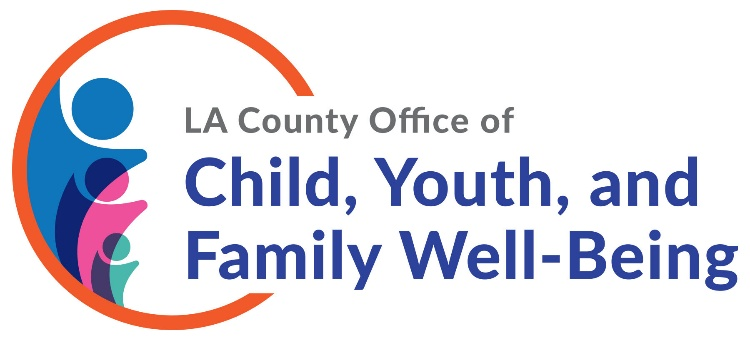 LA County Office of
Child, Youth, and
Family Well-Being